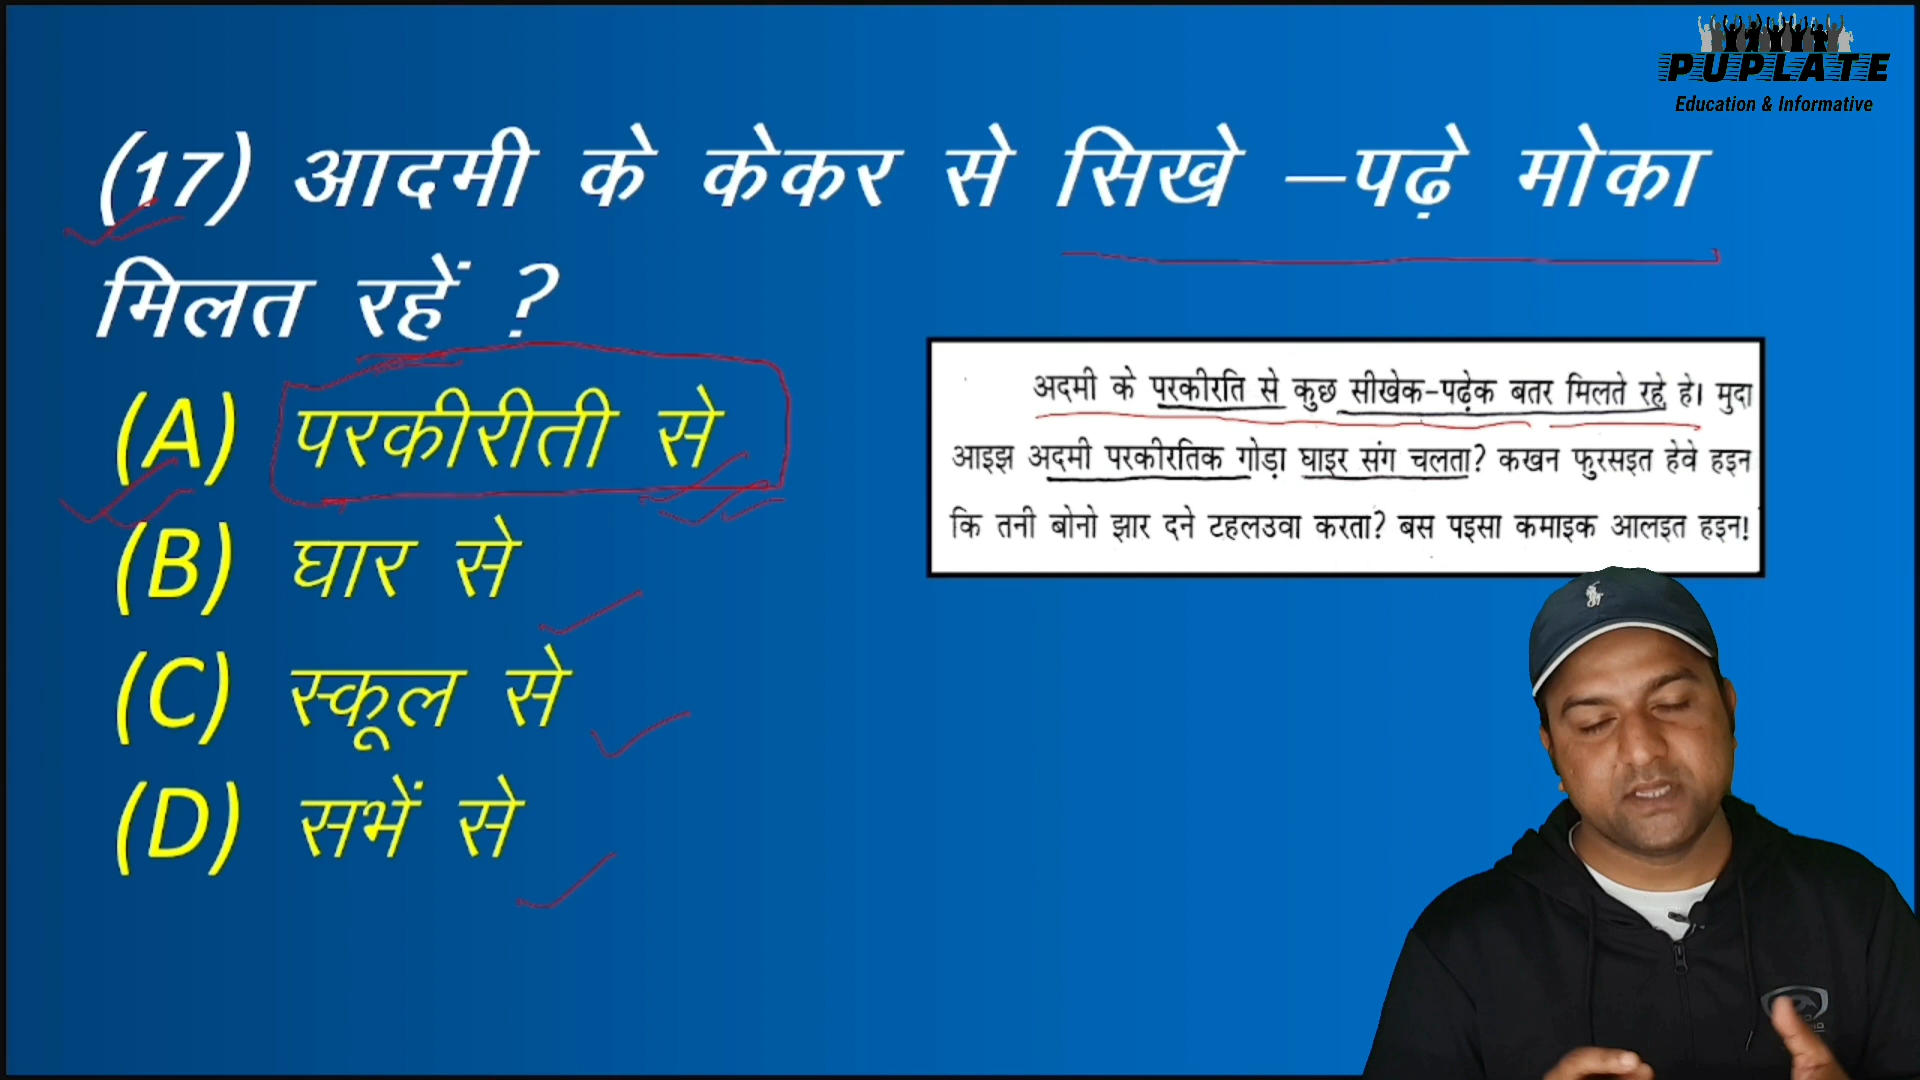 PUPLATE
Education & Informative
(17) आदमी के केकर से सिखे –पढ़े मोका
मिलत रहें ?
(A) परकीरीती से
(B) घार से
(C) स्कूल से
(D) सभें से
अदमी के परकीरति से कुछ सीखेक-पढ़ेक बतर मिलते रहे हे। मुदा
आइझ अदमी परकीरतिक गोड़ा घाइर संग चलता? कखन फुरसइत हेवे हइन
कि तनी बोनो झार दने टहलउवा करता? बस पइसा कमाइक आलइत हइन!